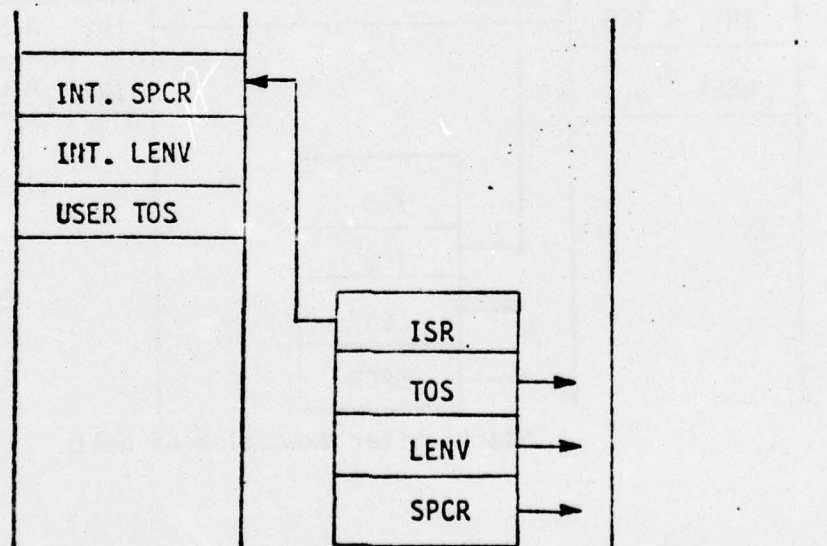 INT. SPCR
INT. LENV
USER TOS
ISR
TOS
LENV
SPCR